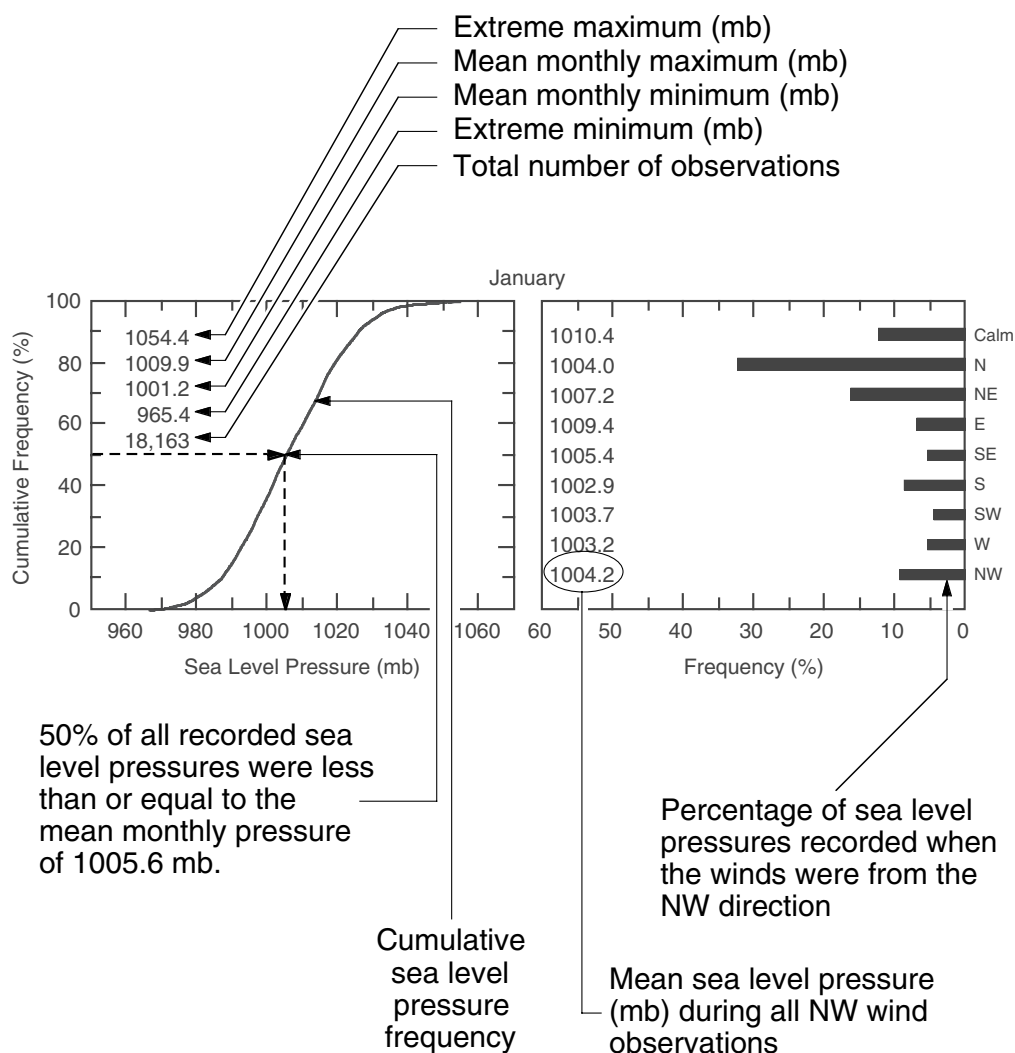 Extreme maximum (mb)
Mean monthly maximum (mb)
Mean monthly minimum (mb)
Extreme minimum (mb)
Total number of observations
January
Cumulative Frequency (%)
100
80
60
40
20
0
1054.4
1009.9
1001.2
965.4
18,163
960
980
1000
1020
1040
1060
Sea Level Pressure (mb)
1010.4
1004.0
1007.2
1009.4
1005.4
1002.9
1003.7
1003.2
1004.2
Calm
N
NE
E
SE
S
SW
W
NW
60
50
40
30
20
10
0
Frequency (%)
50% of all recorded sea
level pressures were less
than or equal to the
mean monthly pressure
of 1005.6 mb.
Cumulative
sea level
pressure
frequency
Percentage of sea level
pressures recorded when
the winds were from the
NW direction
Mean sea level pressure
(mb) during all NW wind
observations